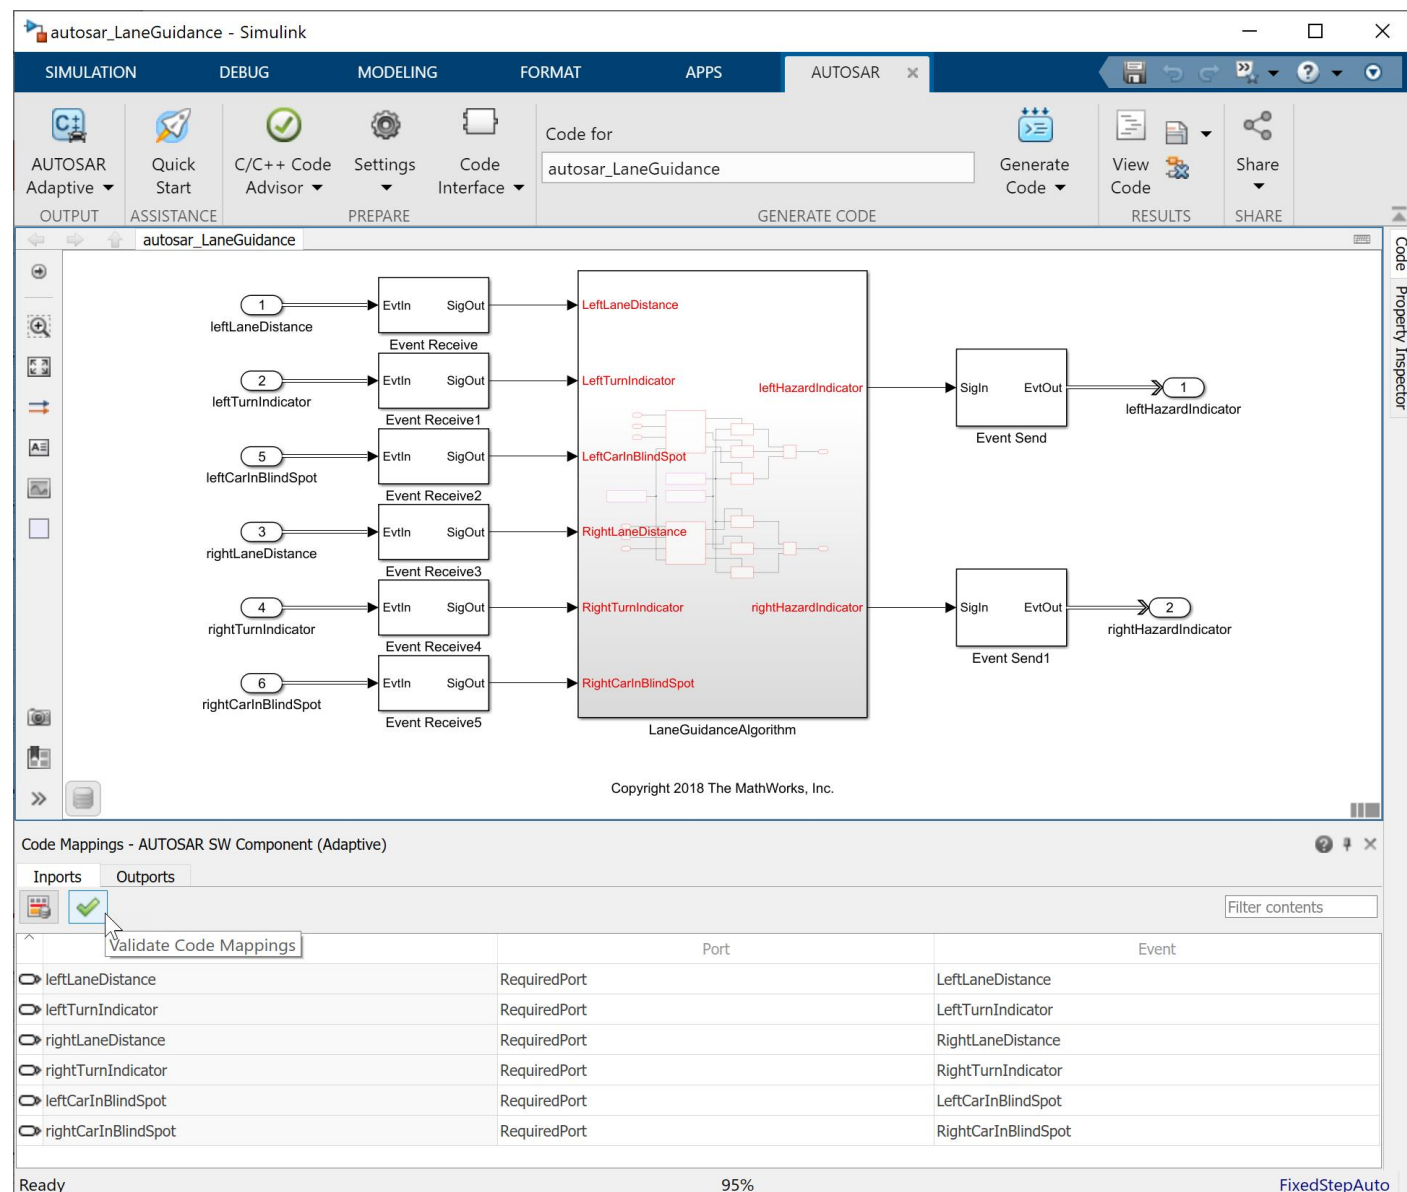 autosar_LaneGuidance - Simulink
SIMULATION DEBUG MODELING FORMAT APPS AUTOSAR
C±
AUTOSAR Adaptive
Quick Start
C/C++ Code Advisor
Settings
Code Interface
Code for
autosar_LaneGuidance
Generate Code
View Code
Share
OUTPUT ASSISTANCE PREPARE GENERATE CODE RESULTS SHARE
autosar_LaneGuidance
Code
Property Inspector
1 EvtIn SigOut LeftLaneDistance
leftLaneDistance
Event Receive
2 EvtIn SigOut LeftTurnIndicator
leftTurnIndicator
Event Receive1
5 EvtIn SigOut LeftCarInBlindSpot
leftCarInBlindSpot
Event Receive2
3 EvtIn SigOut RightLaneDistance
rightLaneDistance
Event Receive3
4 EvtIn SigOut RightTurnIndicator
rightTurnIndicator
Event Receive4
6 EvtIn SigOut RightCarInBlindSpot
rightCarInBlindSpot
Event Receive5
leftHazardIndicator SigIn EvtOut 1
leftHazardIndicator
Event Send
rightHazardIndicator SigIn EvtOut 2
rightHazardIndicator
Event Send1
LaneGuidanceAlgorithm
Copyright 2018 The MathWorks, Inc.
Code Mappings - AUTOSAR SW Component (Adaptive)
Inports Outports
Filter contents
Validate Code Mappings
Port Event
leftLaneDistance RequiredPort LeftLaneDistance
leftTurnIndicator RequiredPort LeftTurnIndicator
rightLaneDistance RequiredPort RightLaneDistance
rightTurnIndicator RequiredPort RightTurnIndicator
leftCarInBlindSpot RequiredPort LeftCarInBlindSpot
rightCarInBlindSpot RequiredPort RightCarInBlindSpot
Ready 95% FixedStepAuto